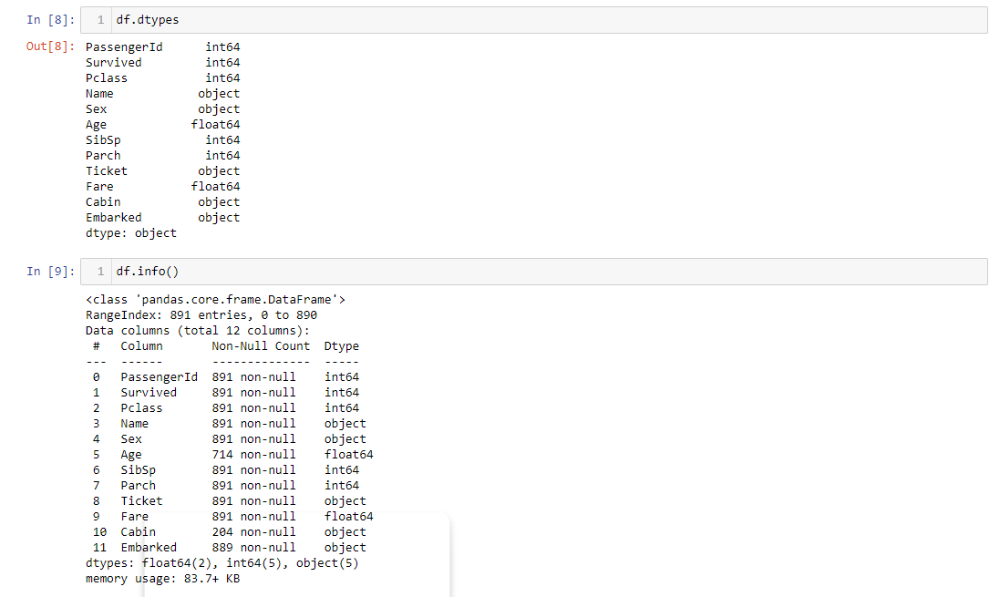 In [8]: 1 df.dtypes
Out[8]: PassengerId      int64
Survived         int64
Pclass           int64
Name            object
Sex             object
Age            float64
SibSp            int64
Parch            int64
Ticket          object
Fare           float64
Cabin           object
Embarked        object
dtype: object
In [9]: 1 df.info()
<class 'pandas.core.frame.DataFrame'>
RangeIndex: 891 entries, 0 to 890
Data columns (total 12 columns):
 #   Column       Non-Null Count  Dtype
---  ------       --------------  -----
 0   PassengerId  891 non-null    int64
 1   Survived     891 non-null    int64
 2   Pclass       891 non-null    int64
 3   Name         891 non-null    object
 4   Sex          891 non-null    object
 5   Age          714 non-null    float64
 6   SibSp        891 non-null    int64
 7   Parch        891 non-null    int64
 8   Ticket       891 non-null    object
 9   Fare         891 non-null    float64
 10  Cabin        204 non-null    object
 11  Embarked     889 non-null    object
dtypes: float64(2), int64(5), object(5)
memory usage: 83.7+ KB